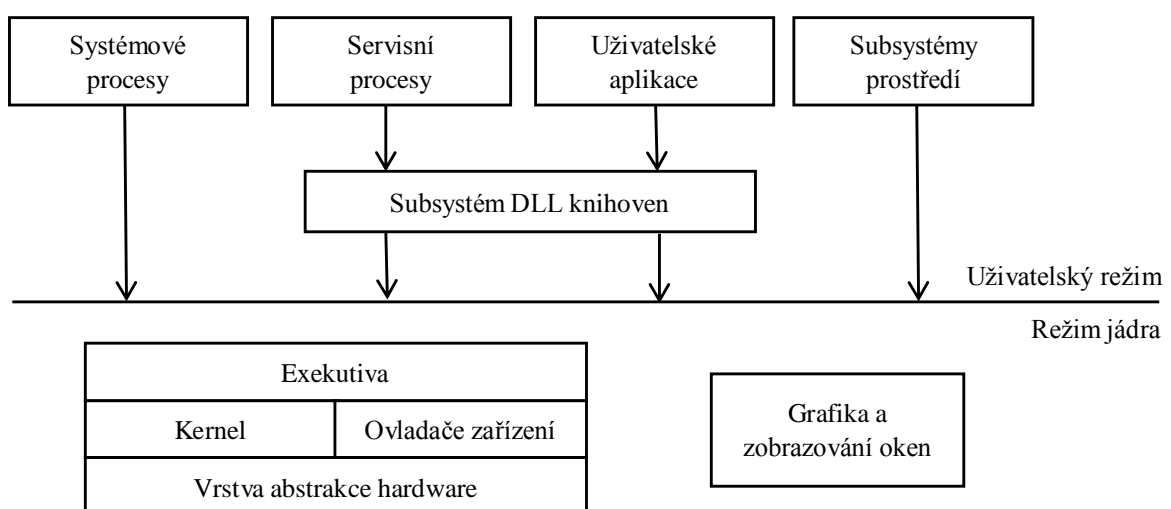 Systémové
procesy
Servisní
procesy
Uživatelské
aplikace
Subsystémy
prostředí
Subsystém DLL knihoven
Uživatelský režim
Režim jádra
Exekutiva
Kernel
Ovladače zařízení
Vrstva abstrakce hardware
Grafika a
zobrazování oken